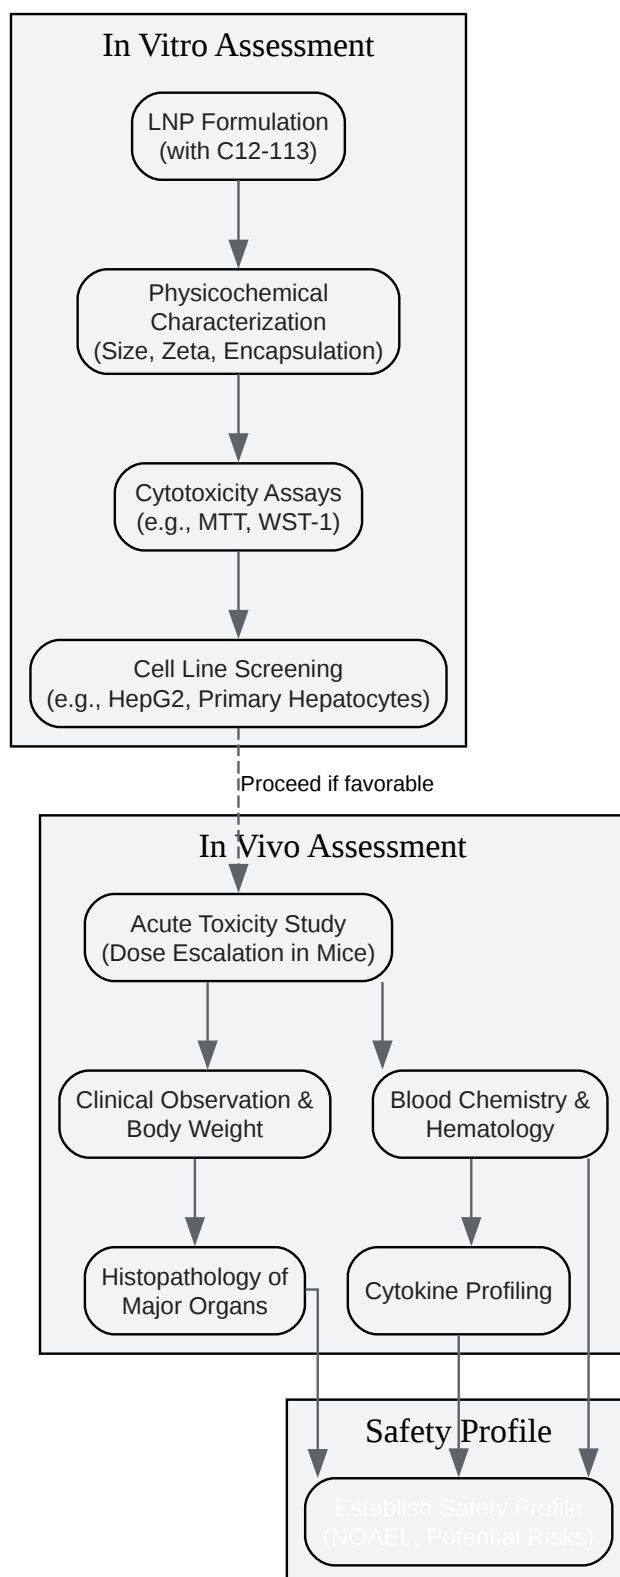 In Vitro Assessment
LNP Formulation
(with C12-113)
Physicochemical
Characterization
(Size, Zeta, Encapsulation)
Cytotoxicity Assays
(e.g., MTT, WST-1)
Cell Line Screening
(e.g., HepG2, Primary Hepatocytes)
Proceed if favorable
In Vivo Assessment
Acute Toxicity Study
(Dose Escalation in Mice)
Clinical Observation &
Body Weight
Blood Chemistry &
Hematology
Histopathology of
Major Organs
Cytokine Profiling
Safety Profile
Establish Safety Profile
(NOAEL, Potential Risks)